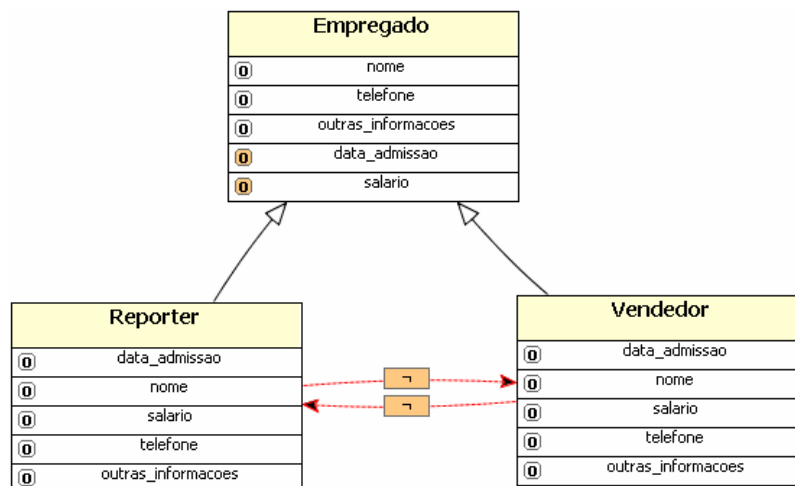 Empregado
O nome
O telefone
O outras_informacoes
O data_admissao
O salario
Reporter
O data_admissao
O nome
O salario
O telefone
O outras_informacoes
¬
¬
Vendedor
O data_admissao
O nome
O salario
O telefone
O outras_informacoes